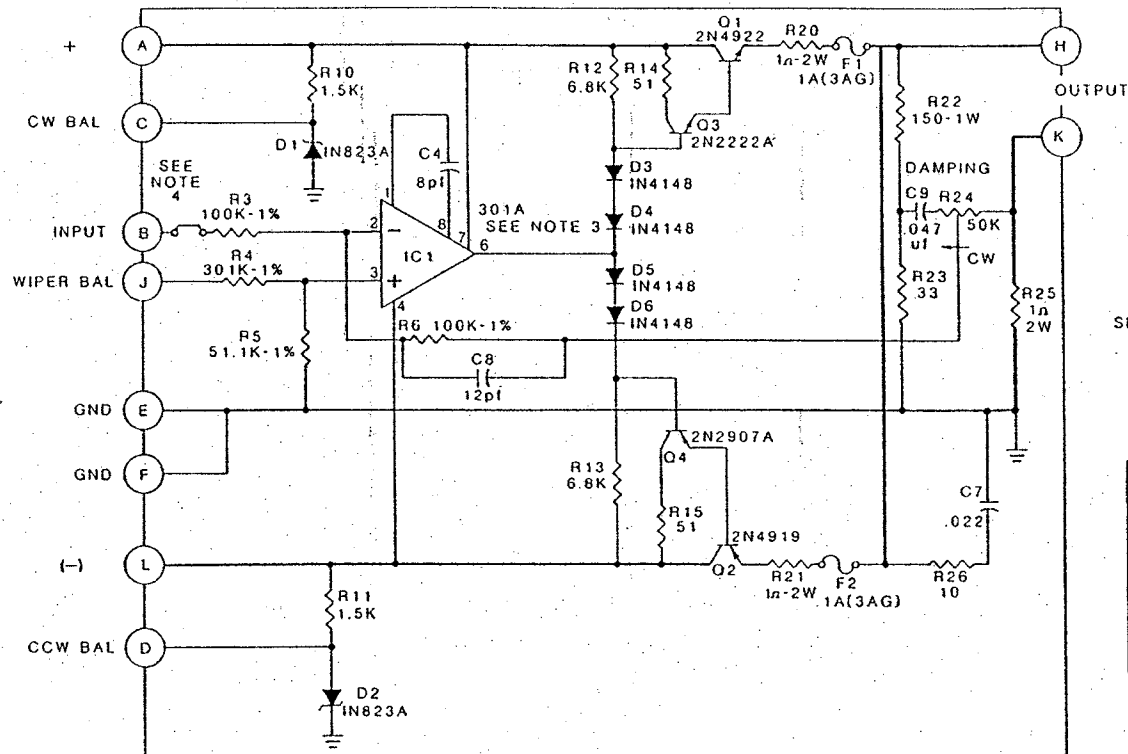 +
A
CW BAL
C
SEE
NOTE
4
INPUT
B
WIPER BAL
J
GND
E
GND
F
(-)
L
CCW BAL
D
R10
1.5K
D1
IN823A
R3
100K-1%
R4
301K-1%
R5
51.1K-1%
C4
8pf
1
2
3
4
8
7
6
−
+
IC1
301A
SEE NOTE 3
R6 100K-1%
C8
12pf
R11
1.5K
D2
IN823A
R12
6.8K
R14
51
Q1
2N4922
R20
1Ω-2W
F1
1A(3AG)
Q3
2N2222A
D3
IN4148
D4
IN4148
D5
IN4148
D6
IN4148
R13
6.8K
2N2907A
Q4
R15
51
2N4919
Q2
R21
1Ω-2W
F2
.1A(3AG)
H
OUTPUT
K
R22
150-1W
DAMPING
C9
.047
uf
R24
50K
CW
R23
.33
R25
1Ω
2W
C7
.022
R26
10